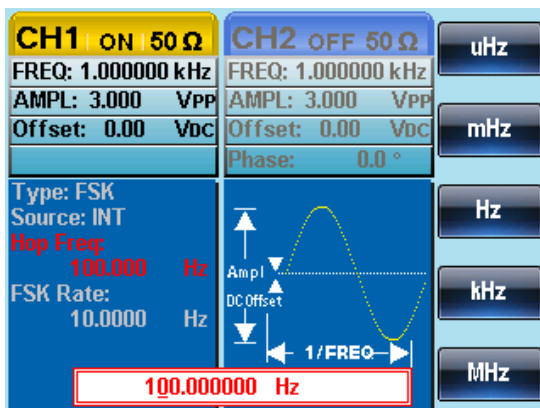 CH1 ON 50 Ω
FREQ: 1.000000 kHz
AMPL: 3.000 VPP
Offset: 0.00 VDC
CH2 OFF 50 Ω
FREQ: 1.000000 kHz
AMPL: 3.000 VPP
Offset: 0.00 VDC
Phase: 0.0 °
Type: FSK
Source: INT
Hop Freq:
100.000 Hz
FSK Rate:
10.0000 Hz
Ampl
DC Offset
1/FREQ
100.000000 Hz
uHz
mHz
Hz
kHz
MHz